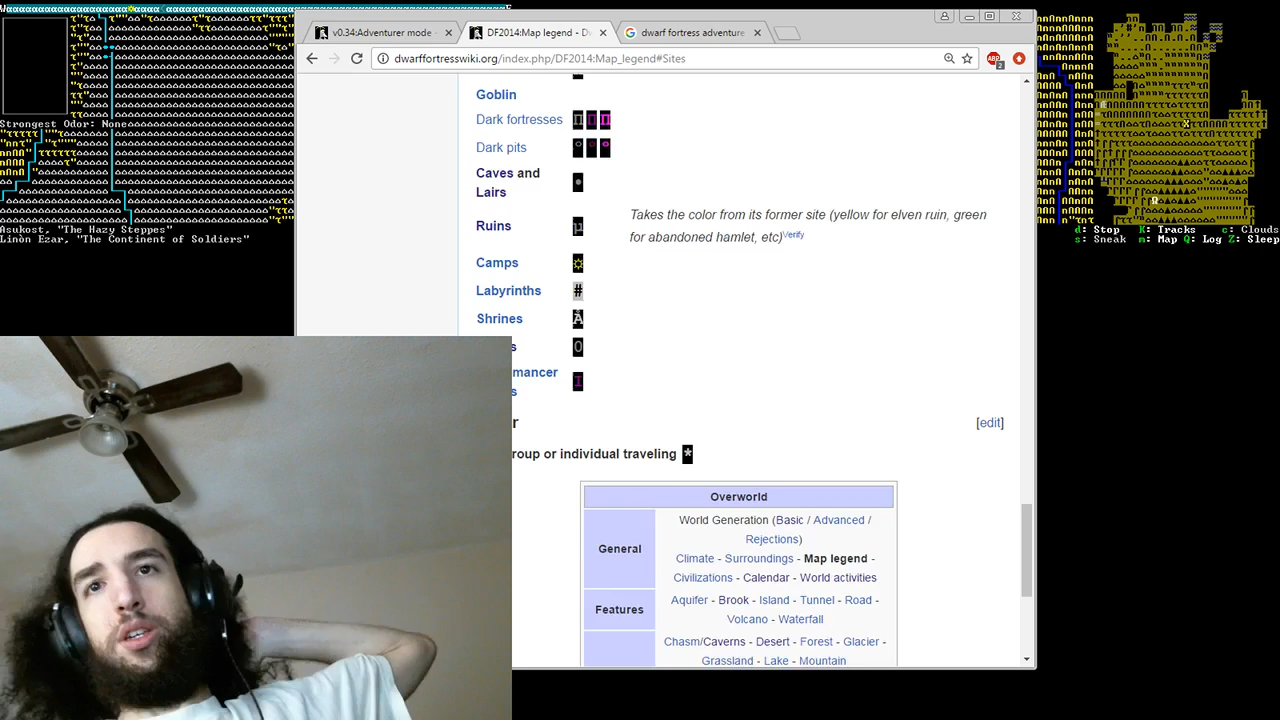 v0.34:Adventurer mode
DF2014:Map legend - D
dwarf fortress adventure
dwarffortresswiki.org/index.php/DF2014:Map_legend#Sites
Goblin
Dark fortresses
Dark pits
Caves and
Lairs
Ruins
Takes the color from its former site (yellow for elven ruin, green
for abandoned hamlet, etc)Verify
Camps
Labyrinths #
Shrines
s
mancer I
s
r [edit]
roup or individual traveling *
Overworld
General
World Generation (Basic / Advanced /
Rejections)
Climate - Surroundings - Map legend -
Civilizations - Calendar - World activities
Features
Aquifer - Brook - Island - Tunnel - Road -
Volcano - Waterfall
Chasm/Caverns - Desert - Forest - Glacier -
Grassland - Lake - Mountain
Strongest Odor: None
Asukost, "The Hazy Steppes"
Linòn Ezar, "The Continent of Soldiers"
d: Stop K: Tracks c: Clouds
s: Sneak m: Map Q: Log Z: Sleep